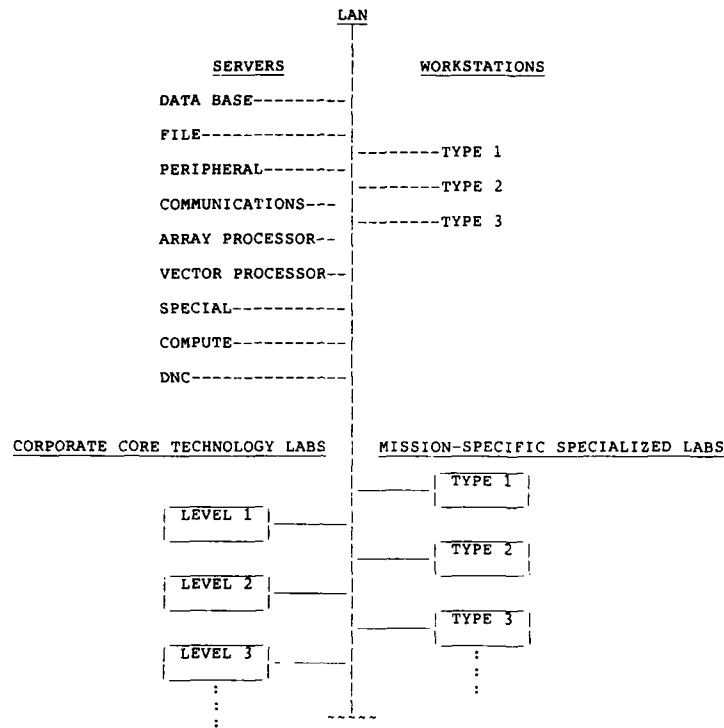 LAN
SERVERS
WORKSTATIONS
DATA BASE
FILE
TYPE 1
PERIPHERAL
TYPE 2
COMMUNICATIONS
TYPE 3
ARRAY PROCESSOR
VECTOR PROCESSOR
SPECIAL
COMPUTE
DNC
CORPORATE CORE TECHNOLOGY LABS
MISSION-SPECIFIC SPECIALIZED LABS
TYPE 1
LEVEL 1
TYPE 2
LEVEL 2
TYPE 3
LEVEL 3